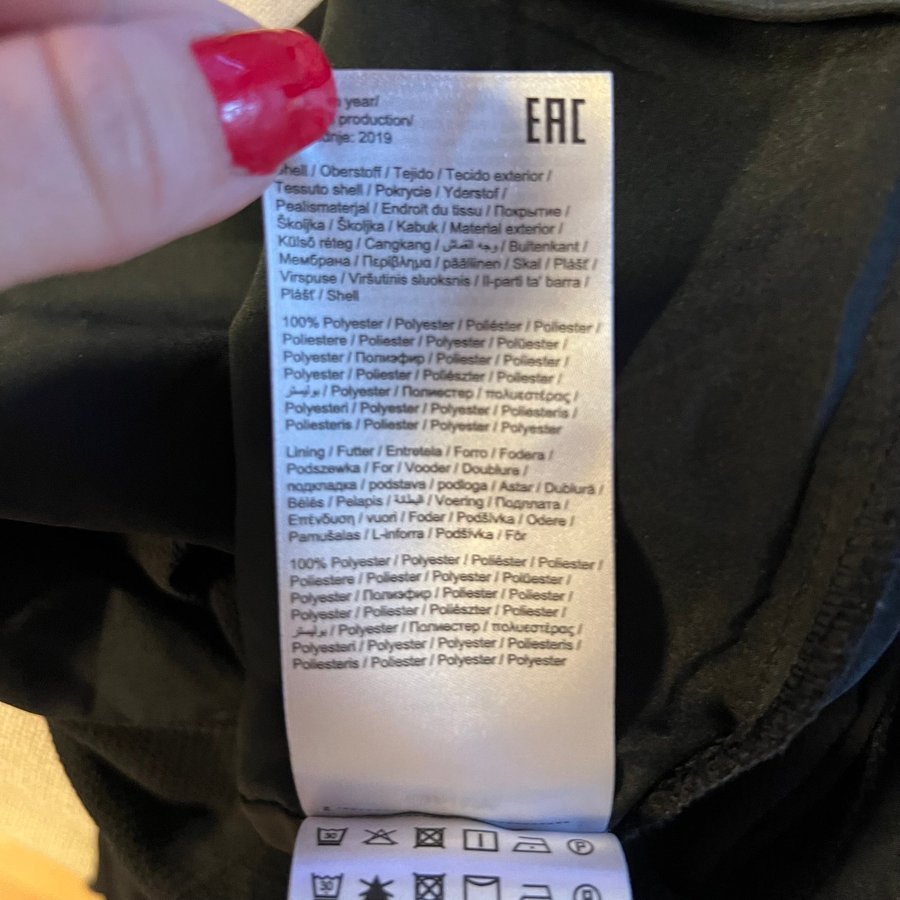 year/
production/
2019
EAC
Shell / Oberstoff / Tejido / Tecido exterior /
Tessuto shell / Pokrycie / Yderstof /
Pealismaterjal / Endroit du tissu / Покрытие /
Školjka / Školjka / Kabuk / Material exterior /
Külső réteg / Cangkang / وجه القماش / Buitenkant /
Мембрана / Περίβλημα / päällinen / Skal / Plášť /
Virspuse / Viršutinis sluoksnis / Il-parti ta' barra /
Plášť / Shell
100% Polyester / Polyester / Poliéster / Poliester /
Poliestere / Poliester / Polyester / Polüester /
Polyester / Полиэфир / Poliester / Poliester /
Polyester / Poliester / Poliészter / Poliester /
بوليستر / Polyester / Полиестер / πολυεστέρας /
Polyesteri / Polyester / Polyester / Poliesteris /
Poliesteris / Poliester / Polyester / Polyester
Lining / Futter / Entretela / Forro / Fodera /
Podszewka / For / Vooder / Doublure /
подкладка / podstava / podloga / Astar / Dublură /
Bélés / Pelapis / البطانة / Voering / Подплата /
Επένδυση / vuori / Foder / Podšívka / Odere /
Pamušalas / L-inforra / Podšívka / Fôr
100% Polyester / Polyester / Poliéster / Poliester /
Poliestere / Poliester / Polyester / Polüester /
Polyester / Полиэфир / Poliester / Poliester /
Polyester / Poliester / Poliészter / Poliester /
بوليستر / Polyester / Полиестер / πολυεστέρας /
Polyesteri / Polyester / Polyester / Poliesteris /
Poliesteris / Poliester / Polyester / Polyester
30 P
30